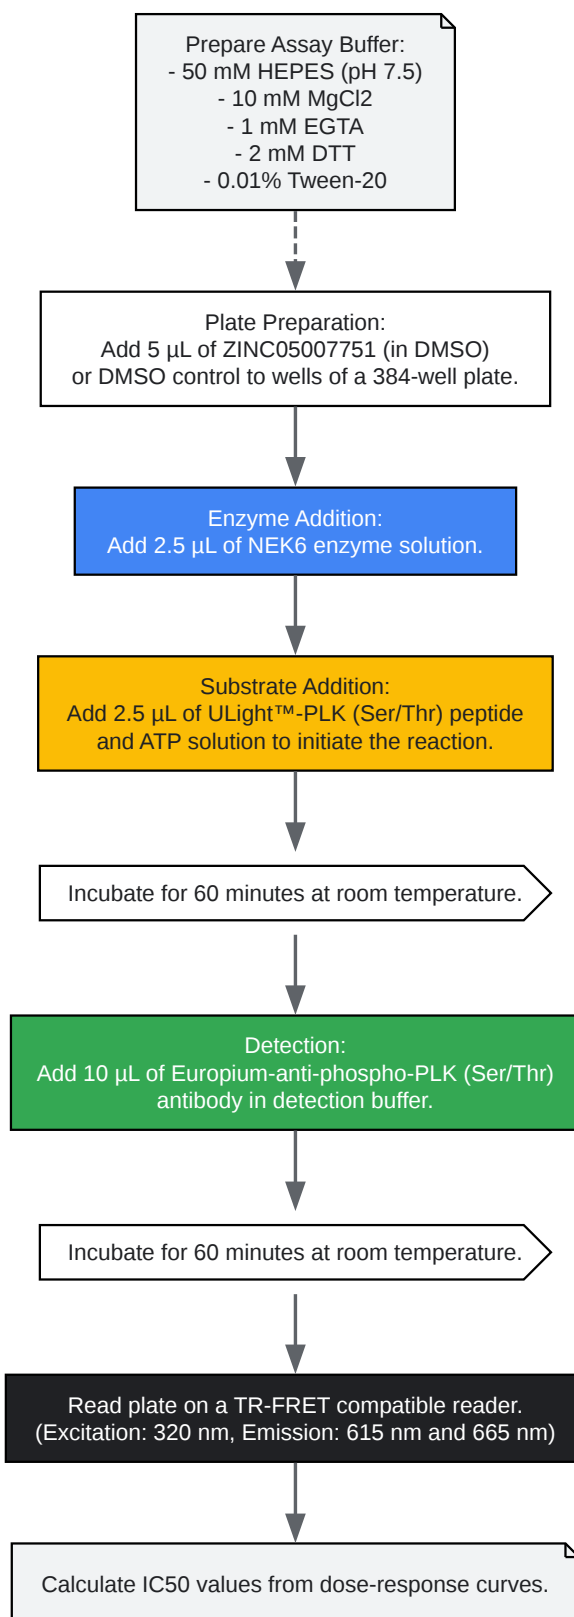 Prepare Assay Buffer:
- 50 mM HEPES (pH 7.5)
- 10 mM MgCl2
- 1 mM EGTA
- 2 mM DTT
- 0.01% Tween-20
Plate Preparation:
Add 5 µL of ZINC05007751 (in DMSO)
or DMSO control to wells of a 384-well plate.
Enzyme Addition:
Add 2.5 µL of NEK6 enzyme solution.
Substrate Addition:
Add 2.5 µL of ULight™-PLK (Ser/Thr) peptide
and ATP solution to initiate the reaction.
Incubate for 60 minutes at room temperature.
Detection:
Add 10 µL of Europium-anti-phospho-PLK (Ser/Thr)
antibody in detection buffer.
Incubate for 60 minutes at room temperature.
Read plate on a TR-FRET compatible reader.
(Excitation: 320 nm, Emission: 615 nm and 665 nm)
Calculate IC50 values from dose-response curves.